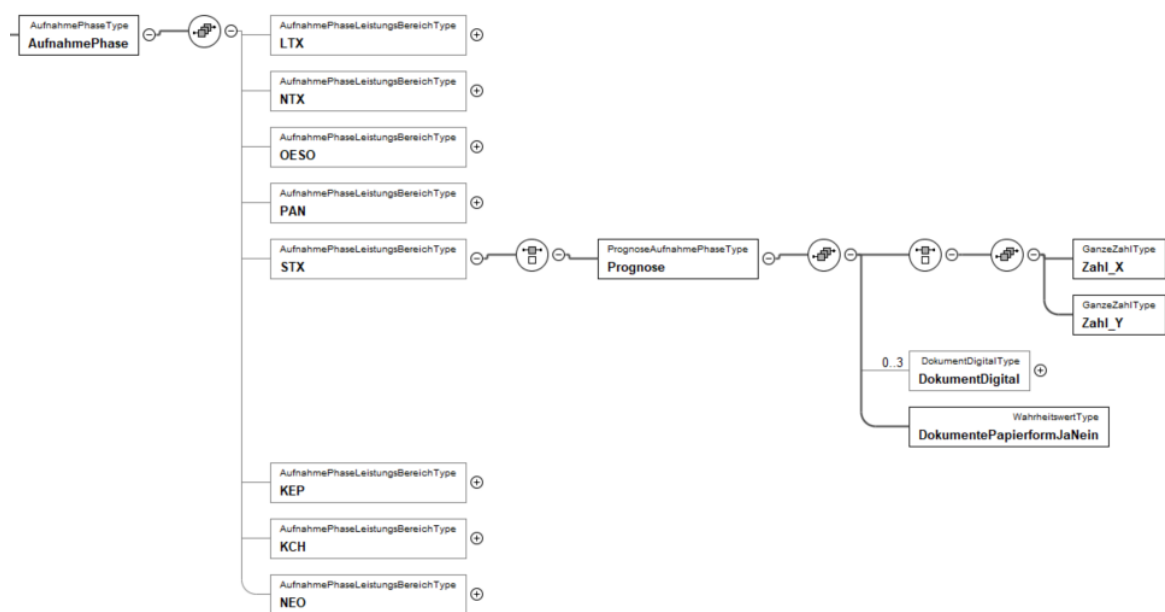 AufnahmePhaseType
AufnahmePhase
AufnahmePhaseLeistungsBereichType
LTX
AufnahmePhaseLeistungsBereichType
NTX
AufnahmePhaseLeistungsBereichType
OESO
AufnahmePhaseLeistungsBereichType
PAN
AufnahmePhaseLeistungsBereichType
STX
PrognoseAufnahmePhaseType
Prognose
GanzeZahlType
Zahl_X
GanzeZahlType
Zahl_Y
0..3
DokumentDigitalType
DokumentDigital
WahrheitswertType
DokumentePapierformJaNein
AufnahmePhaseLeistungsBereichType
KEP
AufnahmePhaseLeistungsBereichType
KCH
AufnahmePhaseLeistungsBereichType
NEO